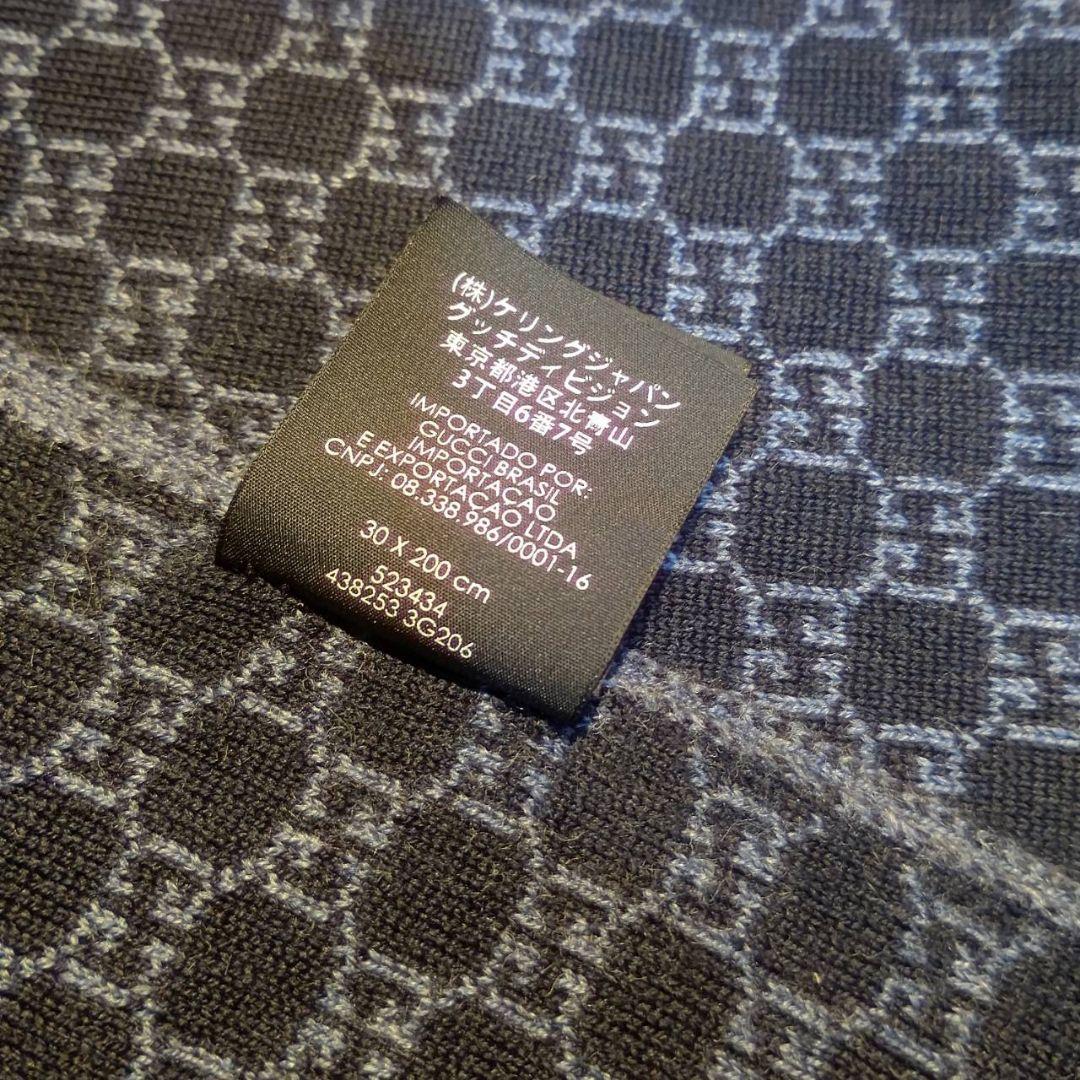 (株)ケリングジャパン
グッチディビジョン
東京都港区北青山
3丁目6番7号
IMPORTADO POR:
GUCCI BRASIL
IMPORTACAO
E EXPORTACAO LTDA
CNPJ: 08.338.986/0001-16
30 X 200 cm
523434
438253 3G206